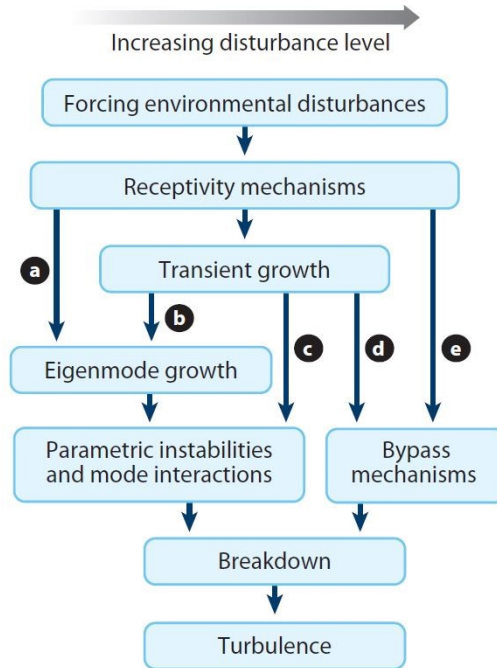 Increasing disturbance level
Forcing environmental disturbances
Receptivity mechanisms
a
Transient growth
b
c
d
e
Eigenmode growth
Parametric instabilities
and mode interactions
Bypass
mechanisms
Breakdown
Turbulence